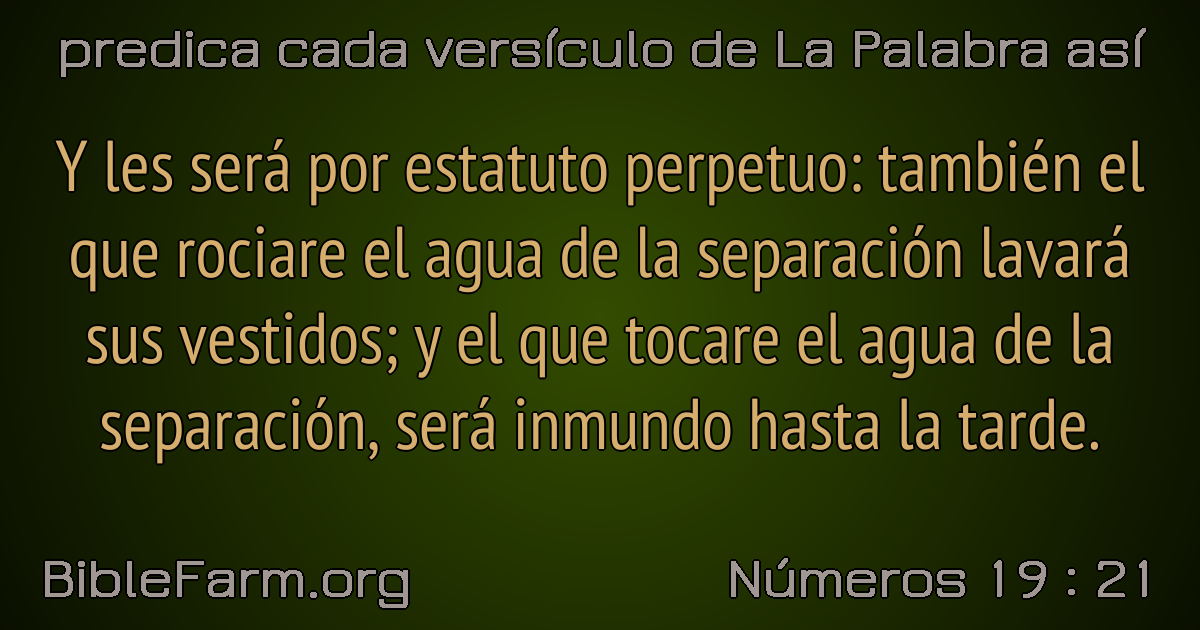 predica cada versículo de La Palabra así
Y les será por estatuto perpetuo: también el
que rociare el agua de la separación lavará
sus vestidos; y el que tocare el agua de la
separación, será inmundo hasta la tarde.
BibleFarm.org
Números 19 : 21